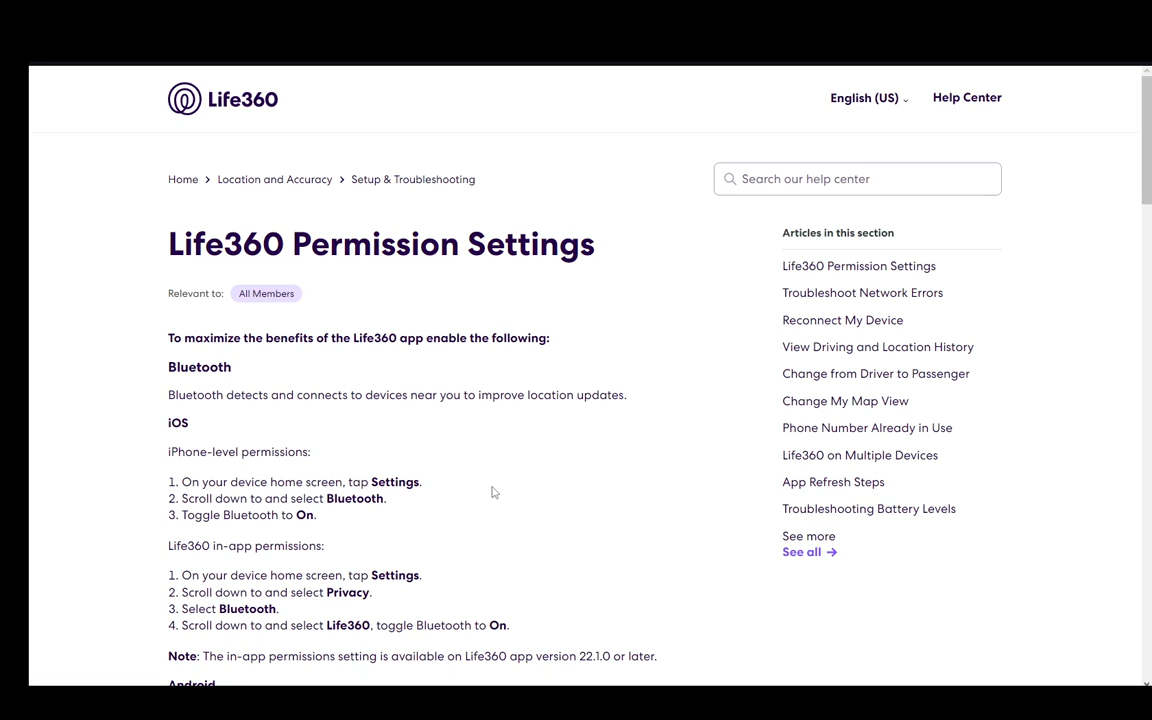 Life360
English (US)
Help Center
Home > Location and Accuracy > Setup & Troubleshooting
Search our help center
Life360 Permission Settings
Relevant to: All Members
To maximize the benefits of the Life360 app enable the following:
Bluetooth
Bluetooth detects and connects to devices near you to improve location updates.
iOS
iPhone-level permissions:
1. On your device home screen, tap Settings.
2. Scroll down to and select Bluetooth.
3. Toggle Bluetooth to On.
Life360 in-app permissions:
1. On your device home screen, tap Settings.
2. Scroll down to and select Privacy.
3. Select Bluetooth.
4. Scroll down to and select Life360, toggle Bluetooth to On.
Note: The in-app permissions setting is available on Life360 app version 22.1.0 or later.
Android
Articles in this section
Life360 Permission Settings
Troubleshoot Network Errors
Reconnect My Device
View Driving and Location History
Change from Driver to Passenger
Change My Map View
Phone Number Already in Use
Life360 on Multiple Devices
App Refresh Steps
Troubleshooting Battery Levels
See more
See all →